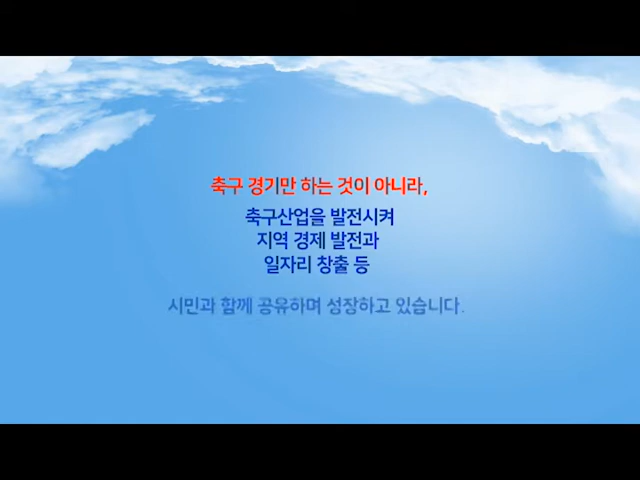 축구 경기만 하는 것이 아니라,
축구산업을 발전시켜
지역 경제 발전과
일자리 창출 등
시민과 함께 공유하며 성장하고 있습니다.